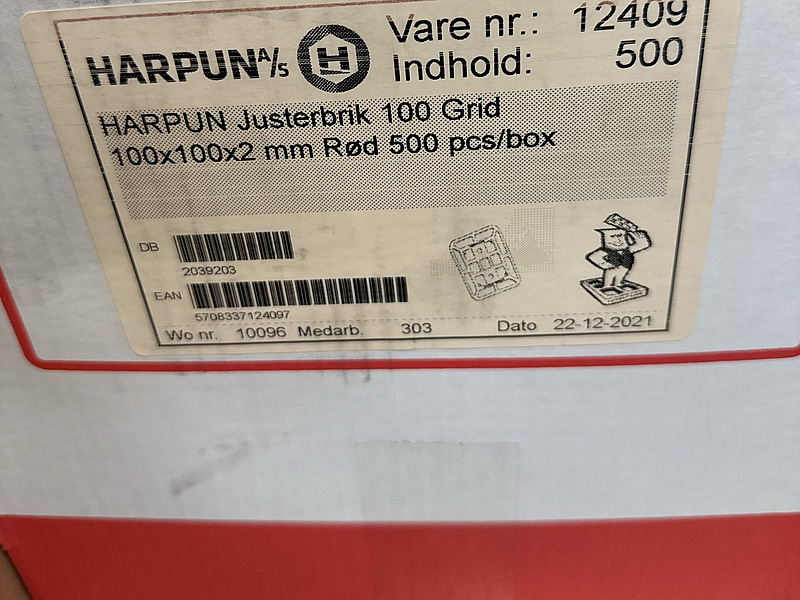 HARPUN A/S H
Vare nr.: 12409
Indhold: 500
HARPUN Justerbrik 100 Grid
100x100x2 mm Rød 500 pcs/box
DB
2039203
EAN
5708337124097
Wo nr. 10096 Medarb. 303 Dato 22-12-2021